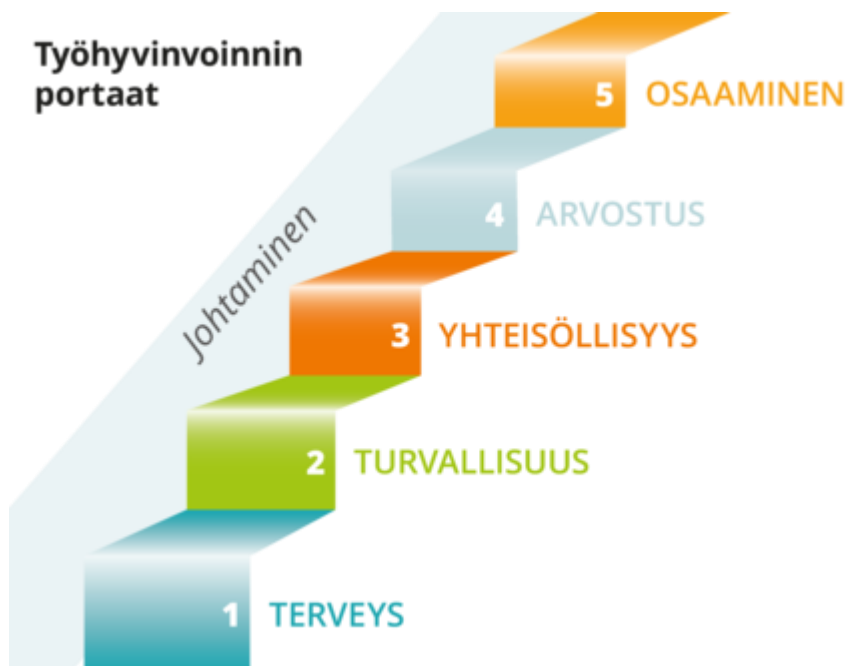 Työhyvinvoinnin
portaat
5 OSAAMINEN
4 ARVOSTUS
Johtaminen
3 YHTEISÖLLISYYS
2 TURVALLISUUS
1 TERVEYS